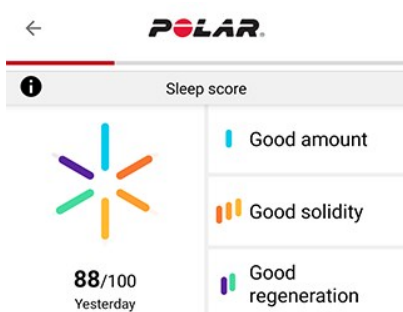 POLAR.
Sleep score
Good amount
Good solidity
Good
regeneration
88/100
Yesterday